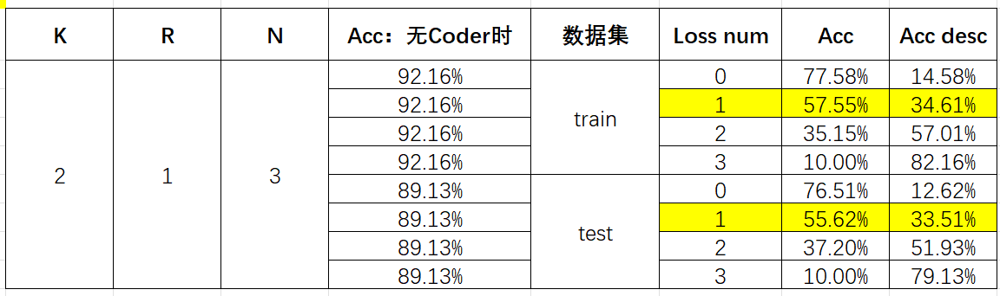 K R N Acc：无Coder时 数据集 Loss num Acc Acc desc
92.16% 0 77.58% 14.58%
92.16% 1 57.55% 34.61%
train
92.16% 2 35.15% 57.01%
92.16% 3 10.00% 82.16%
2 1 3
89.13% 0 76.51% 12.62%
89.13% 1 55.62% 33.51%
test
89.13% 2 37.20% 51.93%
89.13% 3 10.00% 79.13%